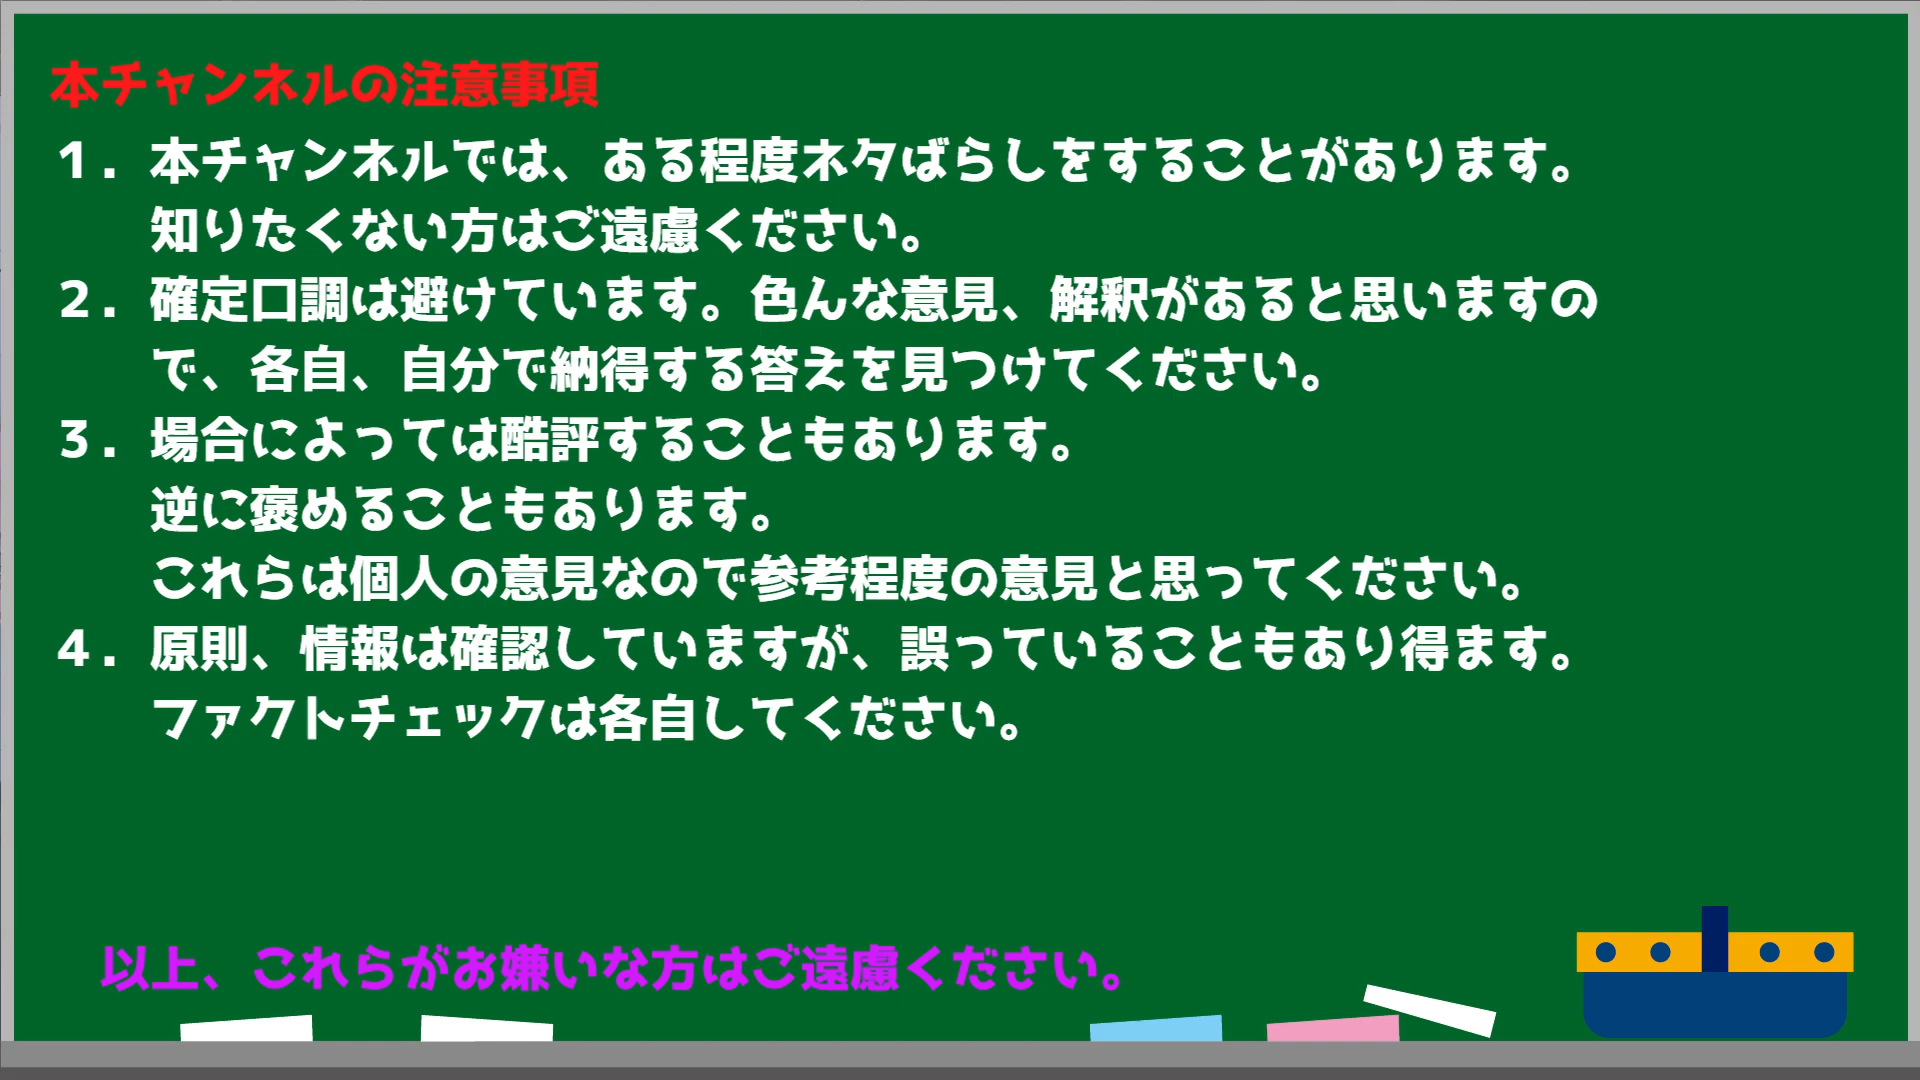 本チャンネルの注意事項
１．本チャンネルでは、ある程度ネタばらしをすることがあります。
知りたくない方はご遠慮ください。
２．確定口調は避けています。色んな意見、解釈があると思いますの
で、各自、自分で納得する答えを見つけてください。
３．場合によっては酷評することもあります。
逆に褒めることもあります。
これらは個人の意見なので参考程度の意見と思ってください。
４．原則、情報は確認していますが、誤っていることもあり得ます。
ファクトチェックは各自してください。
以上、これらがお嫌いな方はご遠慮ください。